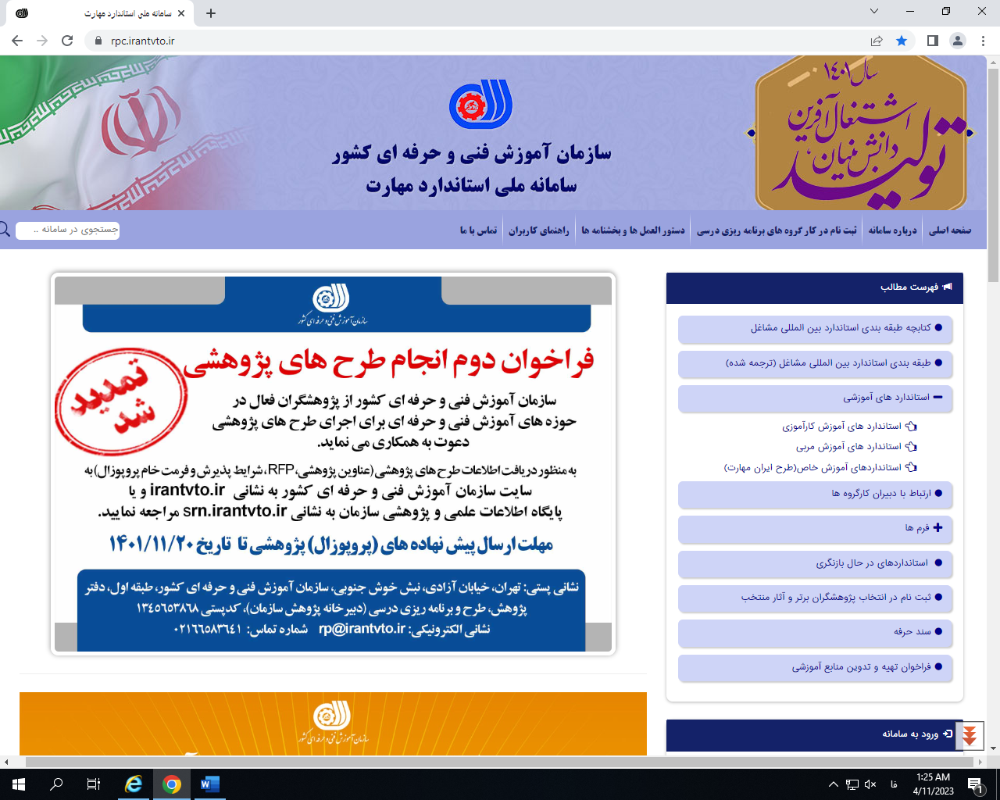 سامانه ملی استاندارد مهارت
rpc.irantvto.ir
سال ۱۴۰۱
تولید
دانش بنیان،
اشتغال آفرین
سازمان آموزش فنی و حرفه ای کشور
سامانه ملی استاندارد مهارت
صفحه اصلی
درباره سامانه
ثبت نام در کار گروه های برنامه ریزی درسی
دستور العمل ها و بخشنامه ها
راهنمای کاربران
تماس با ما
جستجوی در سامانه ..
فهرست مطالب
کتابچه طبقه بندی استاندارد بین المللی مشاغل
طبقه بندی استاندارد بین المللی مشاغل (ترجمه شده)
استاندارد های آموزشی
استاندارد های آموزش کارآموزی
استاندارد های آموزش مربی
استانداردهای آموزش خاص(طرح ایران مهارت)
ارتباط با دبیران کارگروه ها
فرم ها
استانداردهای در حال بازنگری
ثبت نام در انتخاب پژوهشگران برتر و آثار منتخب
سند حرفه
فراخوان تهیه و تدوین منابع آموزشی
ورود به سامانه
سازمان آموزش فنی و حرفه ای کشور
فراخوان دوم انجام طرح های پژوهشی
تمدید
شد
سازمان آموزش فنی و حرفه ای کشور از پژوهشگران فعال در
حوزه های آموزش فنی و حرفه ای برای اجرای طرح های پژوهشی
دعوت به همکاری می نماید.
به منظور دریافت اطلاعات طرح های پژوهشی (عناوین پژوهشی، RFP، شرایط پذیرش و فرمت خام پروپوزال) به
سایت سازمان آموزش فنی و حرفه ای کشور به نشانی irantvto.ir و یا
پایگاه اطلاعات علمی و پژوهشی سازمان به نشانی srn.irantvto.ir مراجعه نمایید.
مهلت ارسال پیش نهاده های (پروپوزال) پژوهشی تا تاریخ ۱۴۰۱/۱۱/۲۰
نشانی پستی: تهران، خیابان آزادی، نبش خوش جنوبی، سازمان آموزش فنی و حرفه ای کشور، طبقه اول، دفتر
پژوهش، طرح و برنامه ریزی درسی (دبیرخانه پژوهش سازمان)، کدپستی ۱۳۴۵۶۵۳۸۶۸
نشانی الکترونیکی: rp@irantvto.ir شماره تماس: ۰۲۱۶۶۵۸۳۶۴۱
سازمان آموزش فنی و حرفه ای کشور
فا
1:25 AM
4/11/2023
1